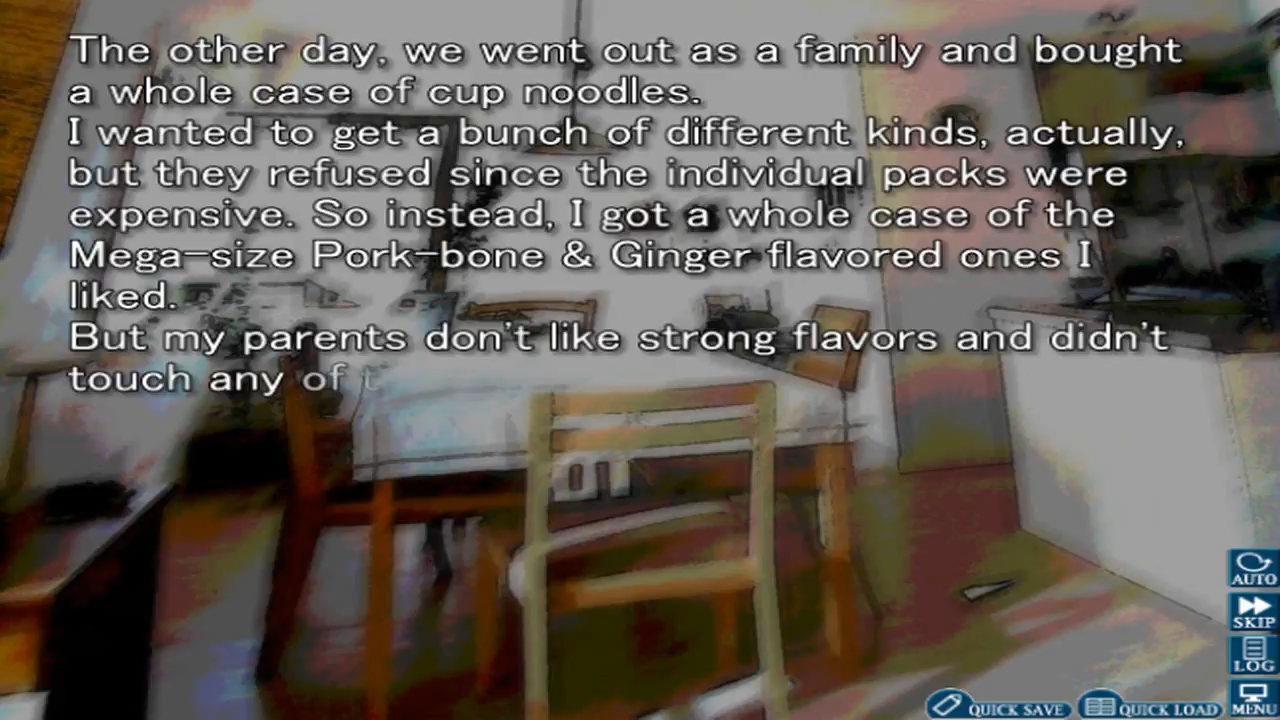 The other day, we went out as a family and bought
a whole case of cup noodles.
I wanted to get a bunch of different kinds, actually,
but they refused since the individual packs were
expensive. So instead, I got a whole case of the
Mega-size Pork-bone & Ginger flavored ones I
liked.
But my parents don't like strong flavors and didn't
touch any of t
AUTO
SKIP
LOG
MENU
QUICK SAVE
QUICK LOAD